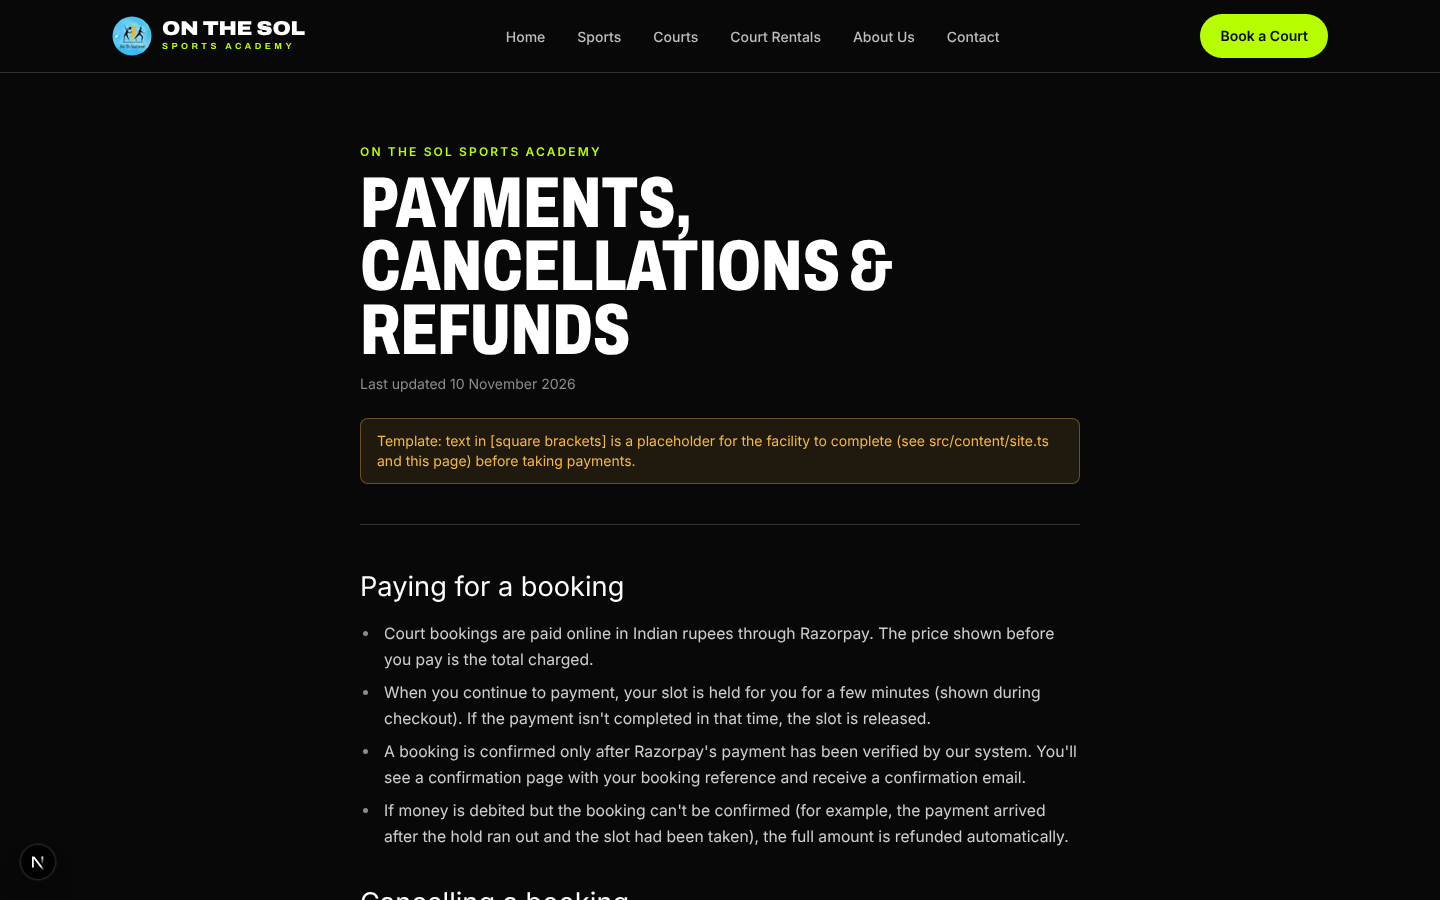 ON THE SOL
SPORTS ACADEMY
Home
Sports
Courts
Court Rentals
About Us
Contact
Book a Court
ON THE SOL SPORTS ACADEMY
PAYMENTS,
CANCELLATIONS &
REFUNDS
Last updated 10 November 2026
Template: text in [square brackets] is a placeholder for the facility to complete (see src/content/site.ts
and this page) before taking payments.
Paying for a booking
Court bookings are paid online in Indian rupees through Razorpay. The price shown before
you pay is the total charged.
When you continue to payment, your slot is held for you for a few minutes (shown during
checkout). If the payment isn't completed in that time, the slot is released.
A booking is confirmed only after Razorpay's payment has been verified by our system. You'll
see a confirmation page with your booking reference and receive a confirmation email.
If money is debited but the booking can't be confirmed (for example, the payment arrived
after the hold ran out and the slot had been taken), the full amount is refunded automatically.
Cancelling a booking
N